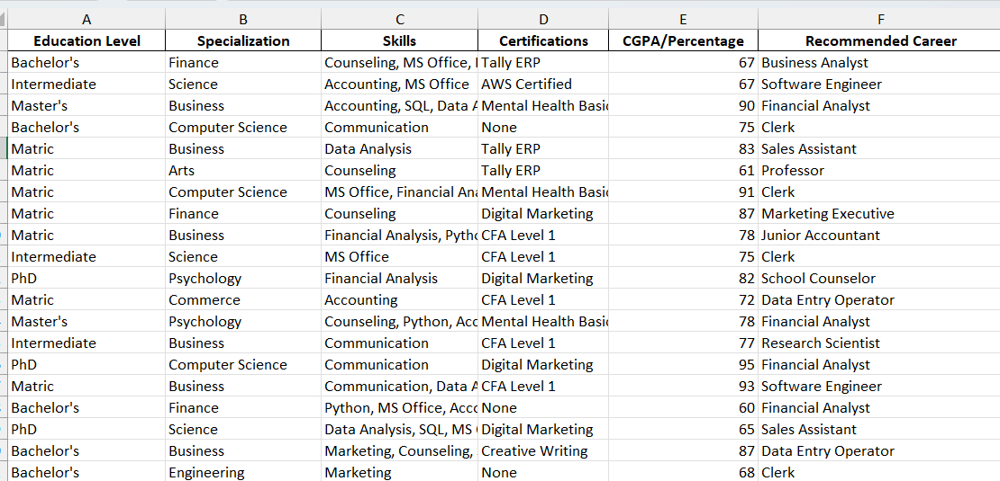 A B C D E F
Education Level Specialization Skills Certifications CGPA/Percentage Recommended Career
Bachelor's Finance Counseling, MS Office, Tally ERP 67 Business Analyst
Intermediate Science Accounting, MS Office AWS Certified 67 Software Engineer
Master's Business Accounting, SQL, Data Mental Health 90 Financial Analyst
Bachelor's Computer Science Communication None 75 Clerk
Matric Business Data Analysis Tally ERP 83 Sales Assistant
Matric Arts Counseling Tally ERP 61 Professor
Matric Computer Science MS Office, Financial Mental Health 91 Clerk
Matric Finance Counseling Digital Marketing 87 Marketing Executive
Matric Business Financial Analysis, CFA Level 1 78 Junior Accountant
Intermediate Science MS Office CFA Level 1 75 Clerk
PhD Psychology Financial Analysis Digital Marketing 82 School Counselor
Matric Commerce Accounting CFA Level 1 72 Data Entry Operator
Master's Psychology Counseling, Python, Mental Health 78 Financial Analyst
Intermediate Business Communication CFA Level 1 77 Research Scientist
PhD Computer Science Communication Digital Marketing 95 Financial Analyst
Matric Business Communication, Data CFA Level 1 93 Software Engineer
Bachelor's Finance Python, MS Office, None 60 Financial Analyst
PhD Science Data Analysis, SQL, MS Digital Marketing 65 Sales Assistant
Bachelor's Business Marketing, Counseling, Creative Writing 87 Data Entry Operator
Bachelor's Engineering Marketing None 68 Clerk